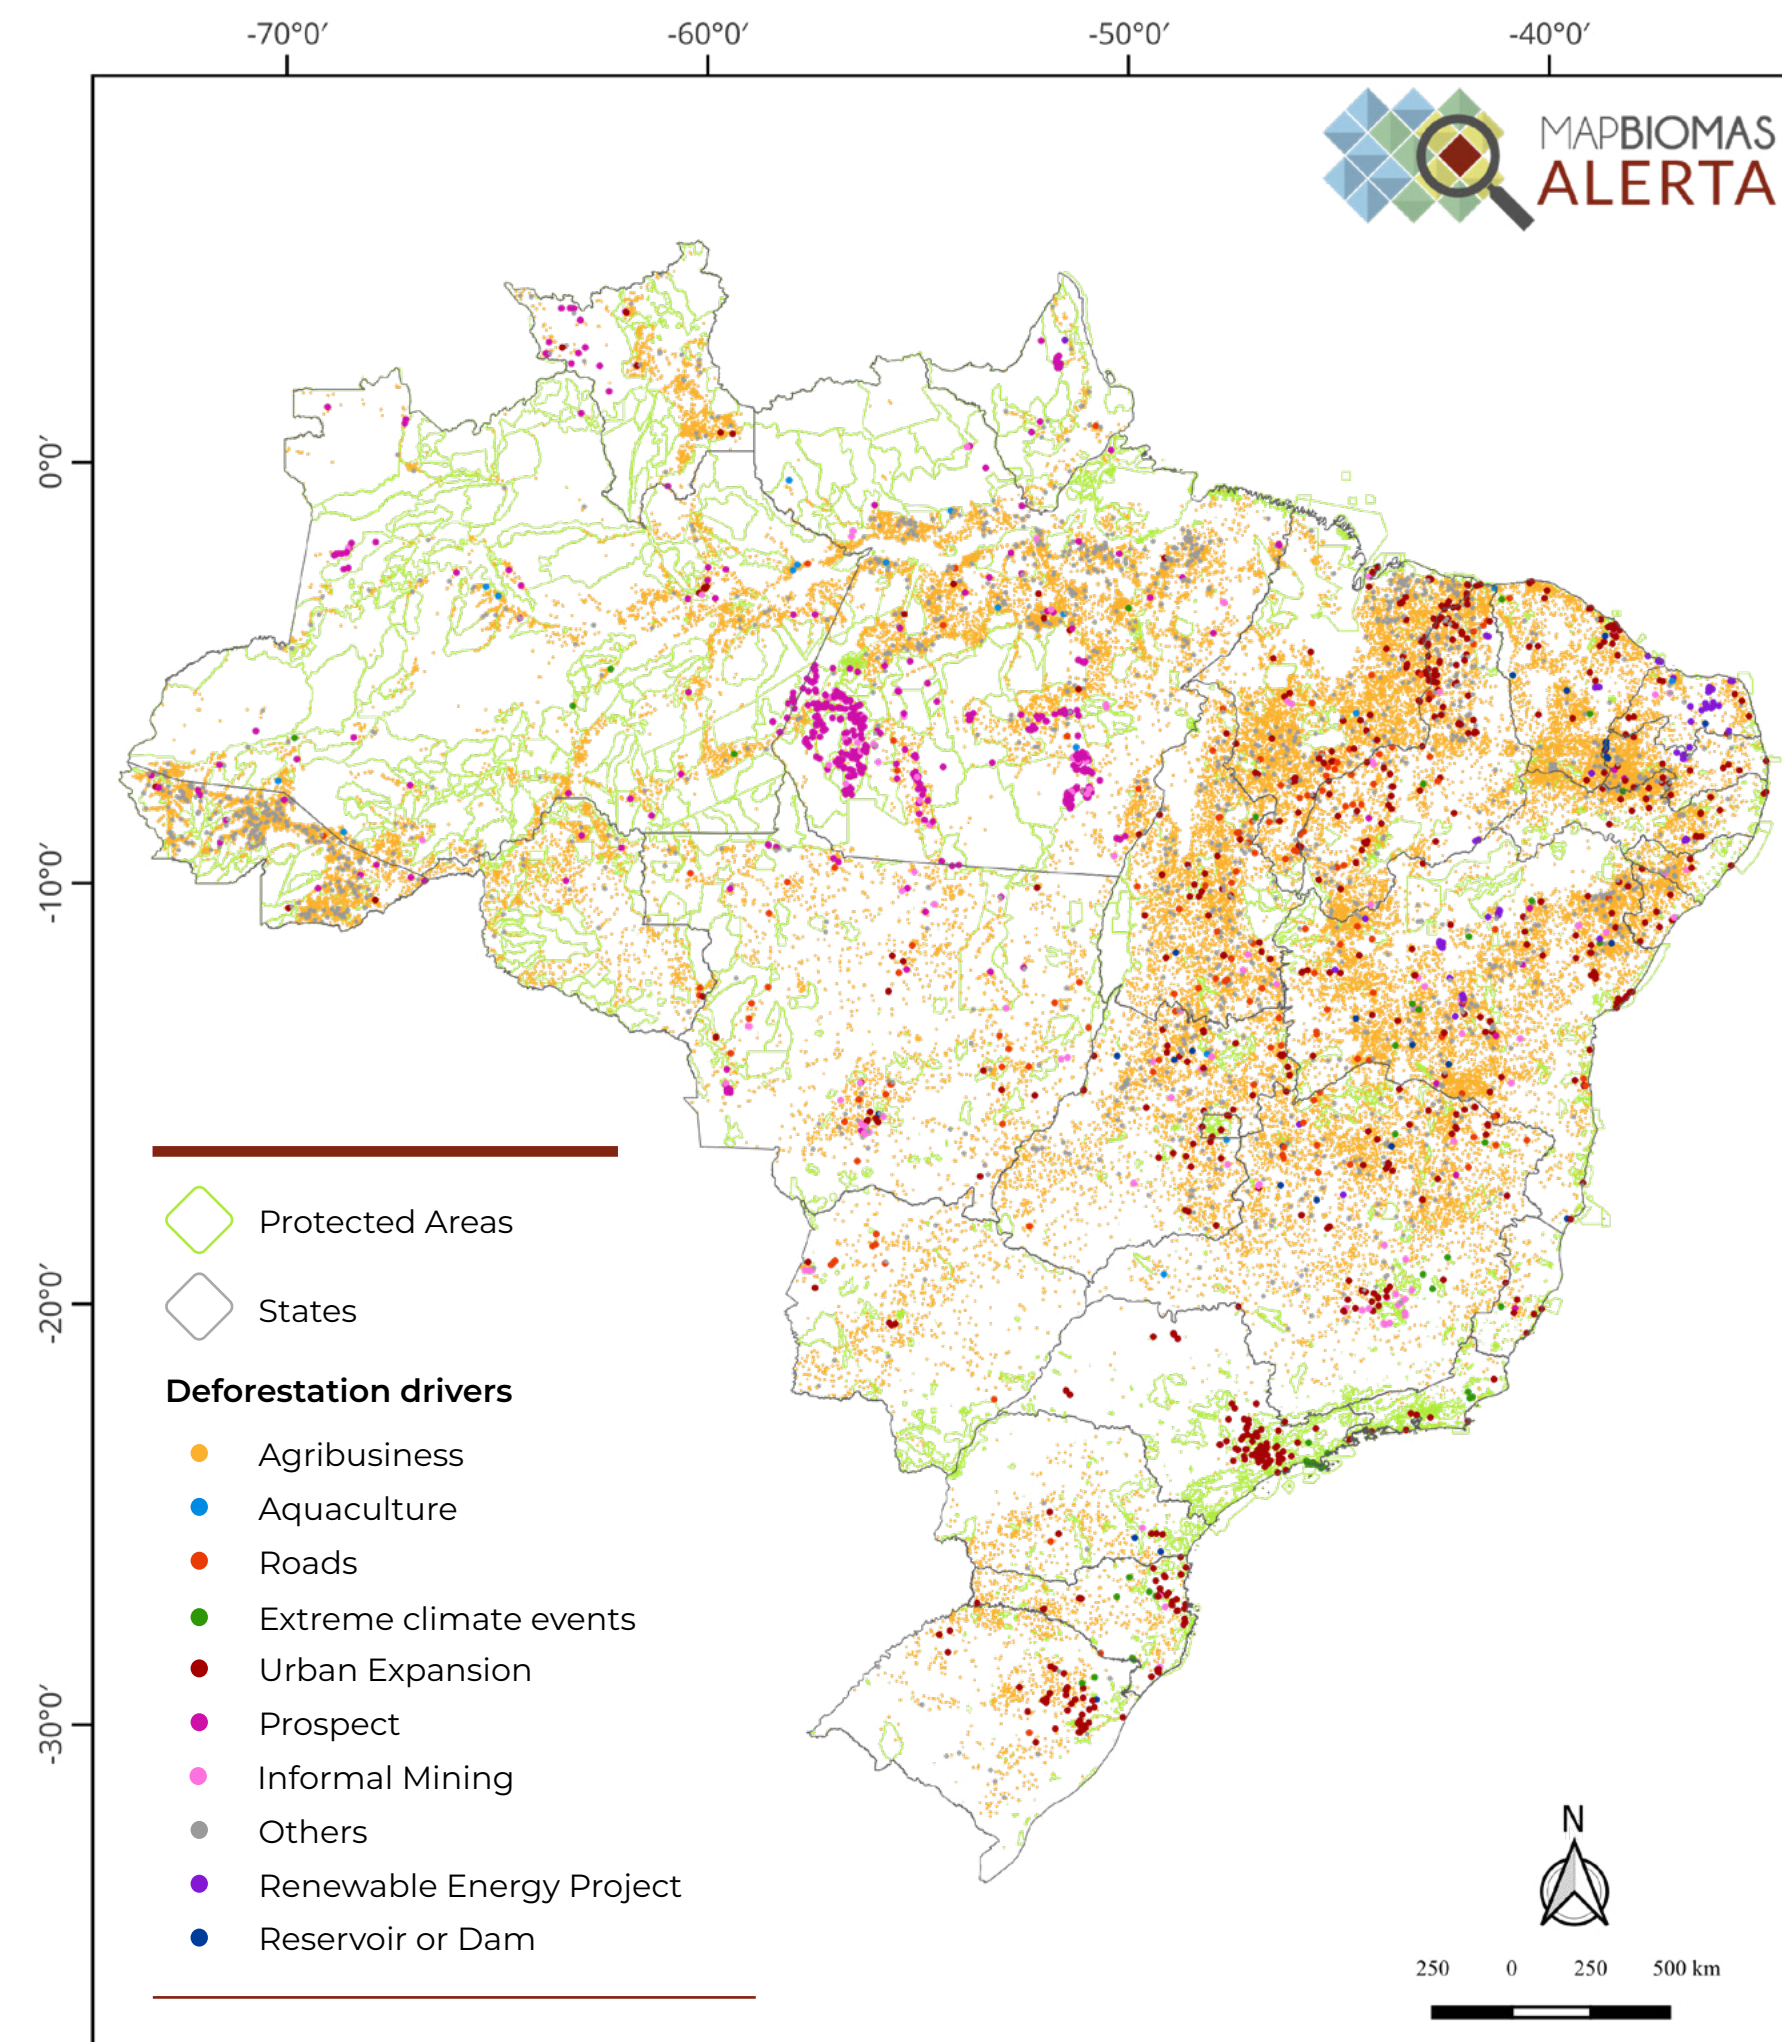 -70°0′ -60°0′ -50°0′ -40°0′
MAPBIOMAS
ALERTA
0°0′
-10°0′
-20°0′
-30°0′
Protected Areas
States
Deforestation drivers
Agribusiness
Aquaculture
Roads
Extreme climate events
Urban Expansion
Prospect
Informal Mining
Others
Renewable Energy Project
Reservoir or Dam
N
250 0 250 500 km